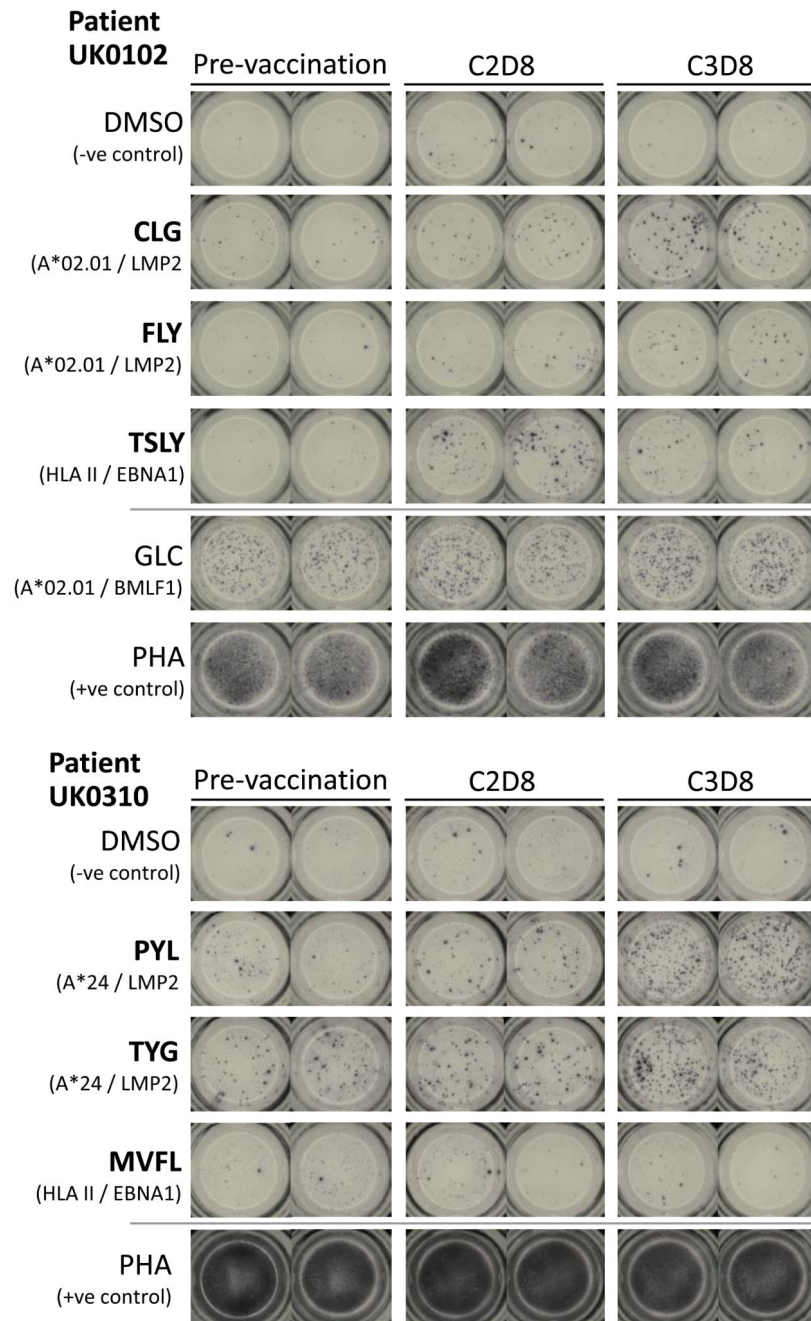 Patient
UK0102
Pre-vaccination C2D8 C3D8
DMSO
(-ve control)
CLG
(A*02.01 / LMP2
FLY
(A*02.01 / LMP2)
TSLY
(HLA II / EBNA1)
GLC
(A*02.01 / BMLF1)
PHA
(+ve control)
Patient
UK0310
Pre-vaccination C2D8 C3D8
DMSO
(-ve control)
PYL
(A*24 / LMP2
TYG
(A*24 / LMP2)
MVFL
(HLA II / EBNA1)
PHA
(+ve control)